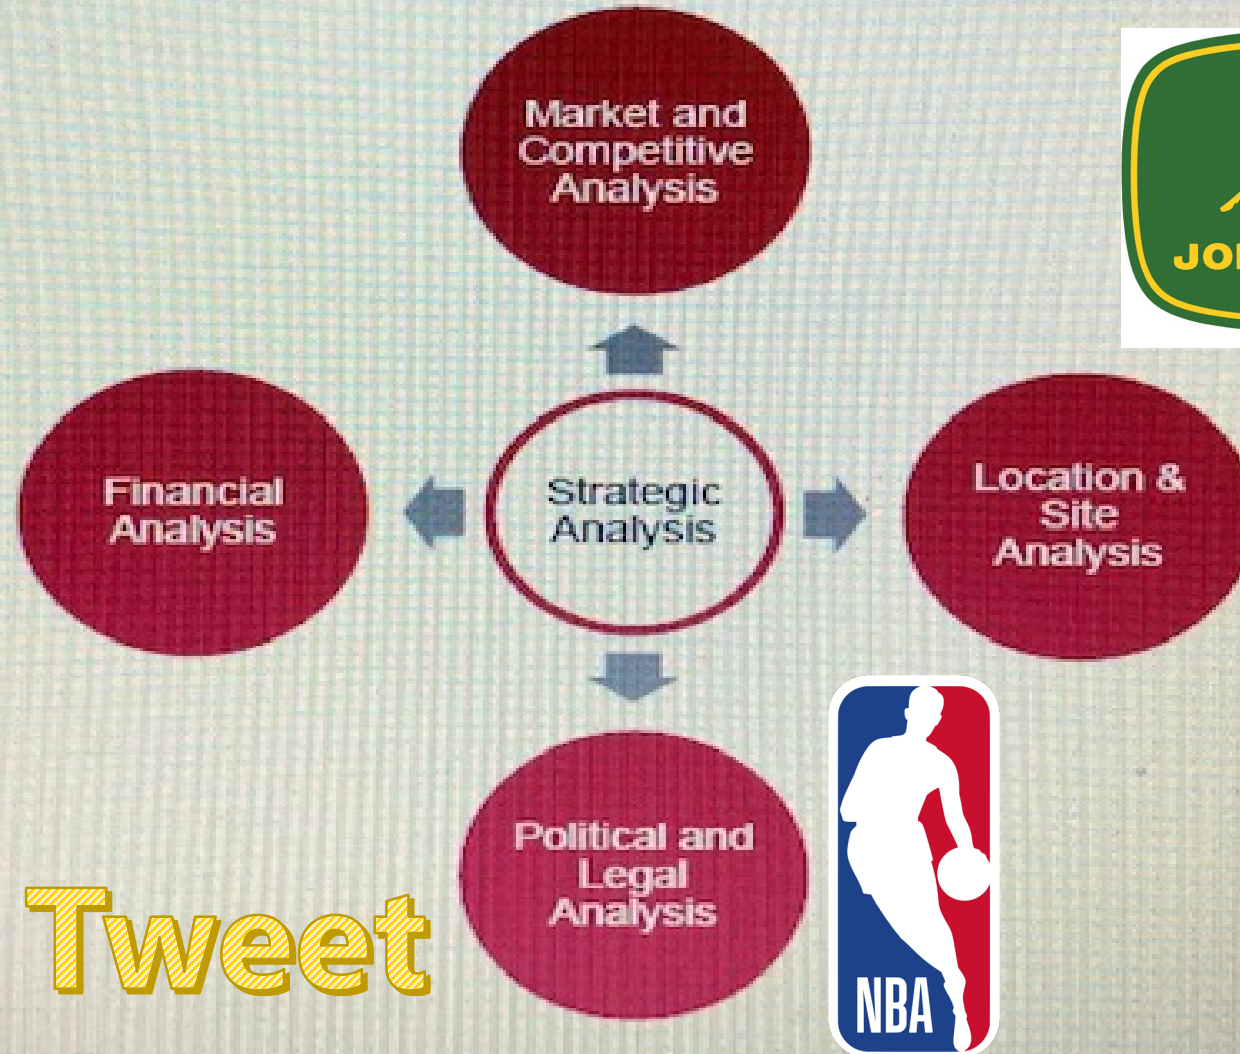 Market and
Competitive
Analysis
Financial
Analysis
Strategic
Analysis
Location &
Site
Analysis
Political and
Legal
Analysis
Tweet
NBA